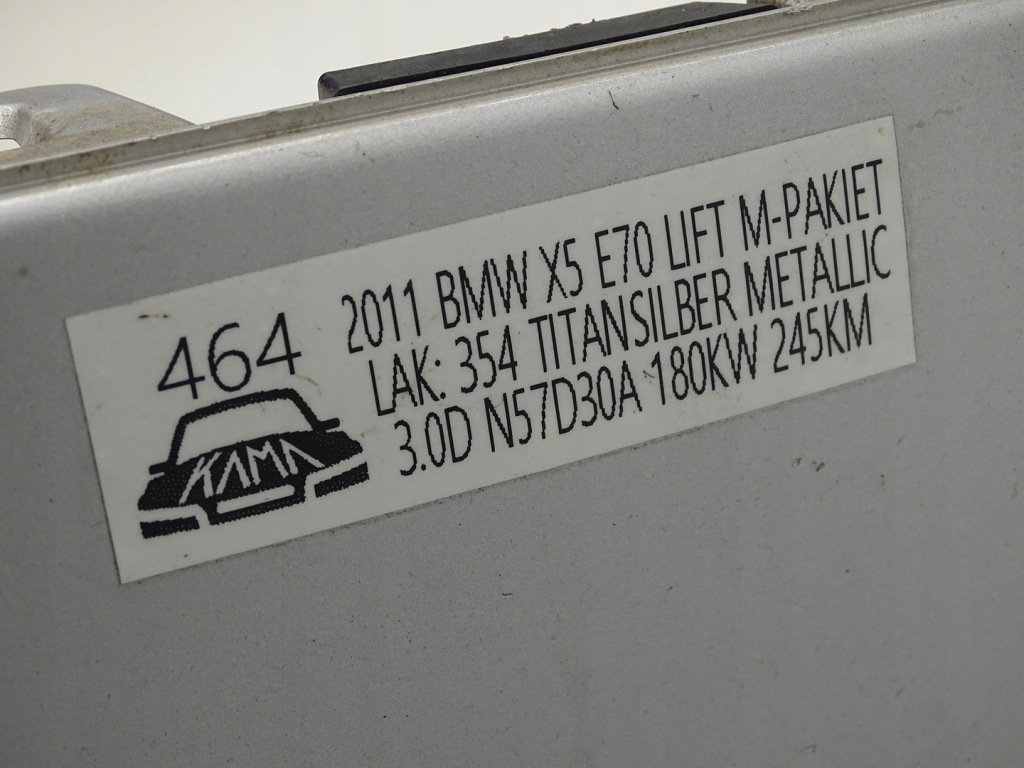 464
KAMA
2011 BMW X5 E70 LIFT M-PAKIET
LAK: 354 TITANSILBER METALLIC
3.0D N57D30A 180KW 245KM